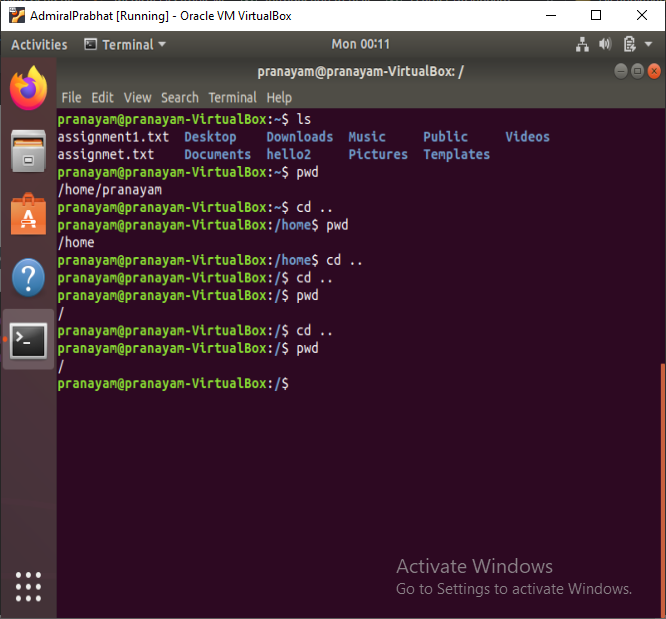 AdmiralPrabhat [Running] - Oracle VM VirtualBox
Activities Terminal Mon 00:11
pranayam@pranayam-VirtualBox: /
File Edit View Search Terminal Help
pranayam@pranayam-VirtualBox:~$ ls
assignment1.txt Desktop Downloads Music Public Videos
assignmet.txt Documents hello2 Pictures Templates
pranayam@pranayam-VirtualBox:~$ pwd
/home/pranayam
pranayam@pranayam-VirtualBox:~$ cd ..
pranayam@pranayam-VirtualBox:/home$ pwd
/home
pranayam@pranayam-VirtualBox:/home$ cd ..
pranayam@pranayam-VirtualBox:/$ cd ..
pranayam@pranayam-VirtualBox:/$ pwd
/
pranayam@pranayam-VirtualBox:/$ cd ..
pranayam@pranayam-VirtualBox:/$ pwd
/
pranayam@pranayam-VirtualBox:/$
Activate Windows
Go to Settings to activate Windows.